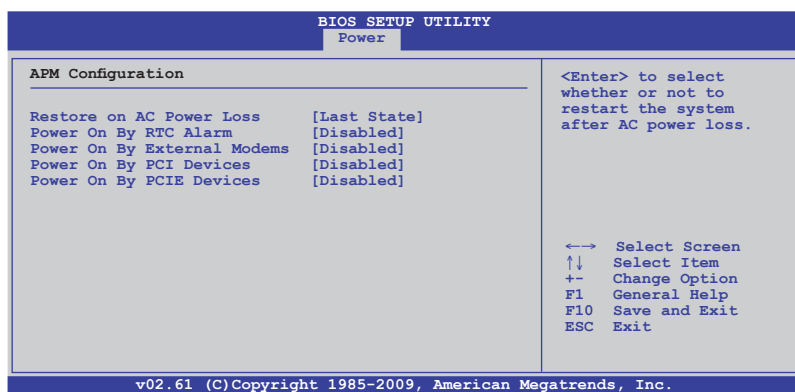 BIOS SETUP UTILITY
Power
APM Configuration
Restore on AC Power Loss [Last State]
Power On By RTC Alarm [Disabled]
Power On By External Modems [Disabled]
Power On By PCI Devices [Disabled]
Power On By PCIE Devices [Disabled]
<Enter> to select
whether or not to
restart the system
after AC power loss.
←→ Select Screen
↑↓ Select Item
+- Change Option
F1 General Help
F10 Save and Exit
ESC Exit
v02.61 (C)Copyright 1985-2009, American Megatrends, Inc.